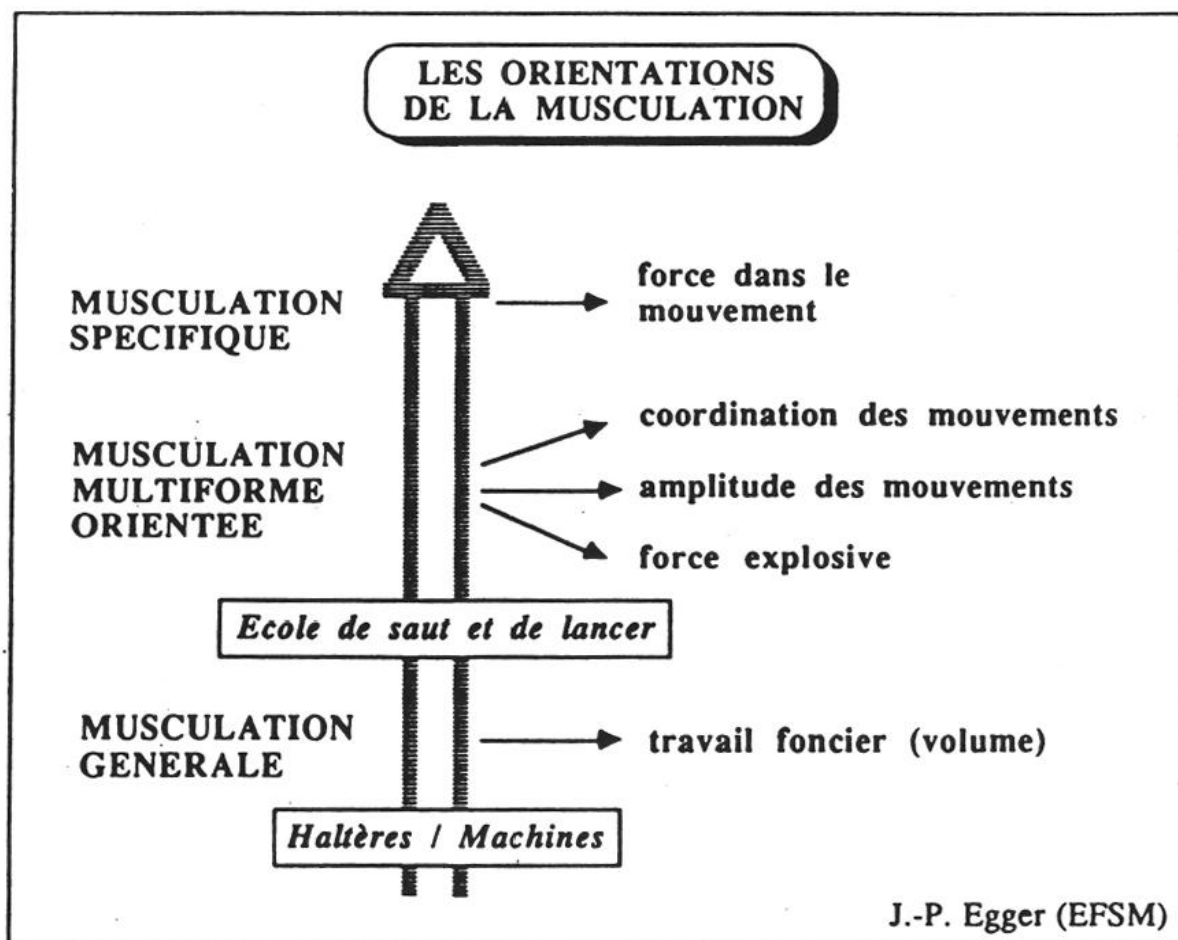 LES ORIENTATIONS
DE LA MUSCULATION
MUSCULATION
SPECIFIQUE
force dans le
mouvement
MUSCULATION
MULTIFORME
ORIENTEE
coordination des mouvements
amplitude des mouvements
force explosive
Ecole de saut et de lancer
MUSCULATION
GENERALE
travail foncier (volume)
Haltères / Machines
J.-P. Egger (EFSM)